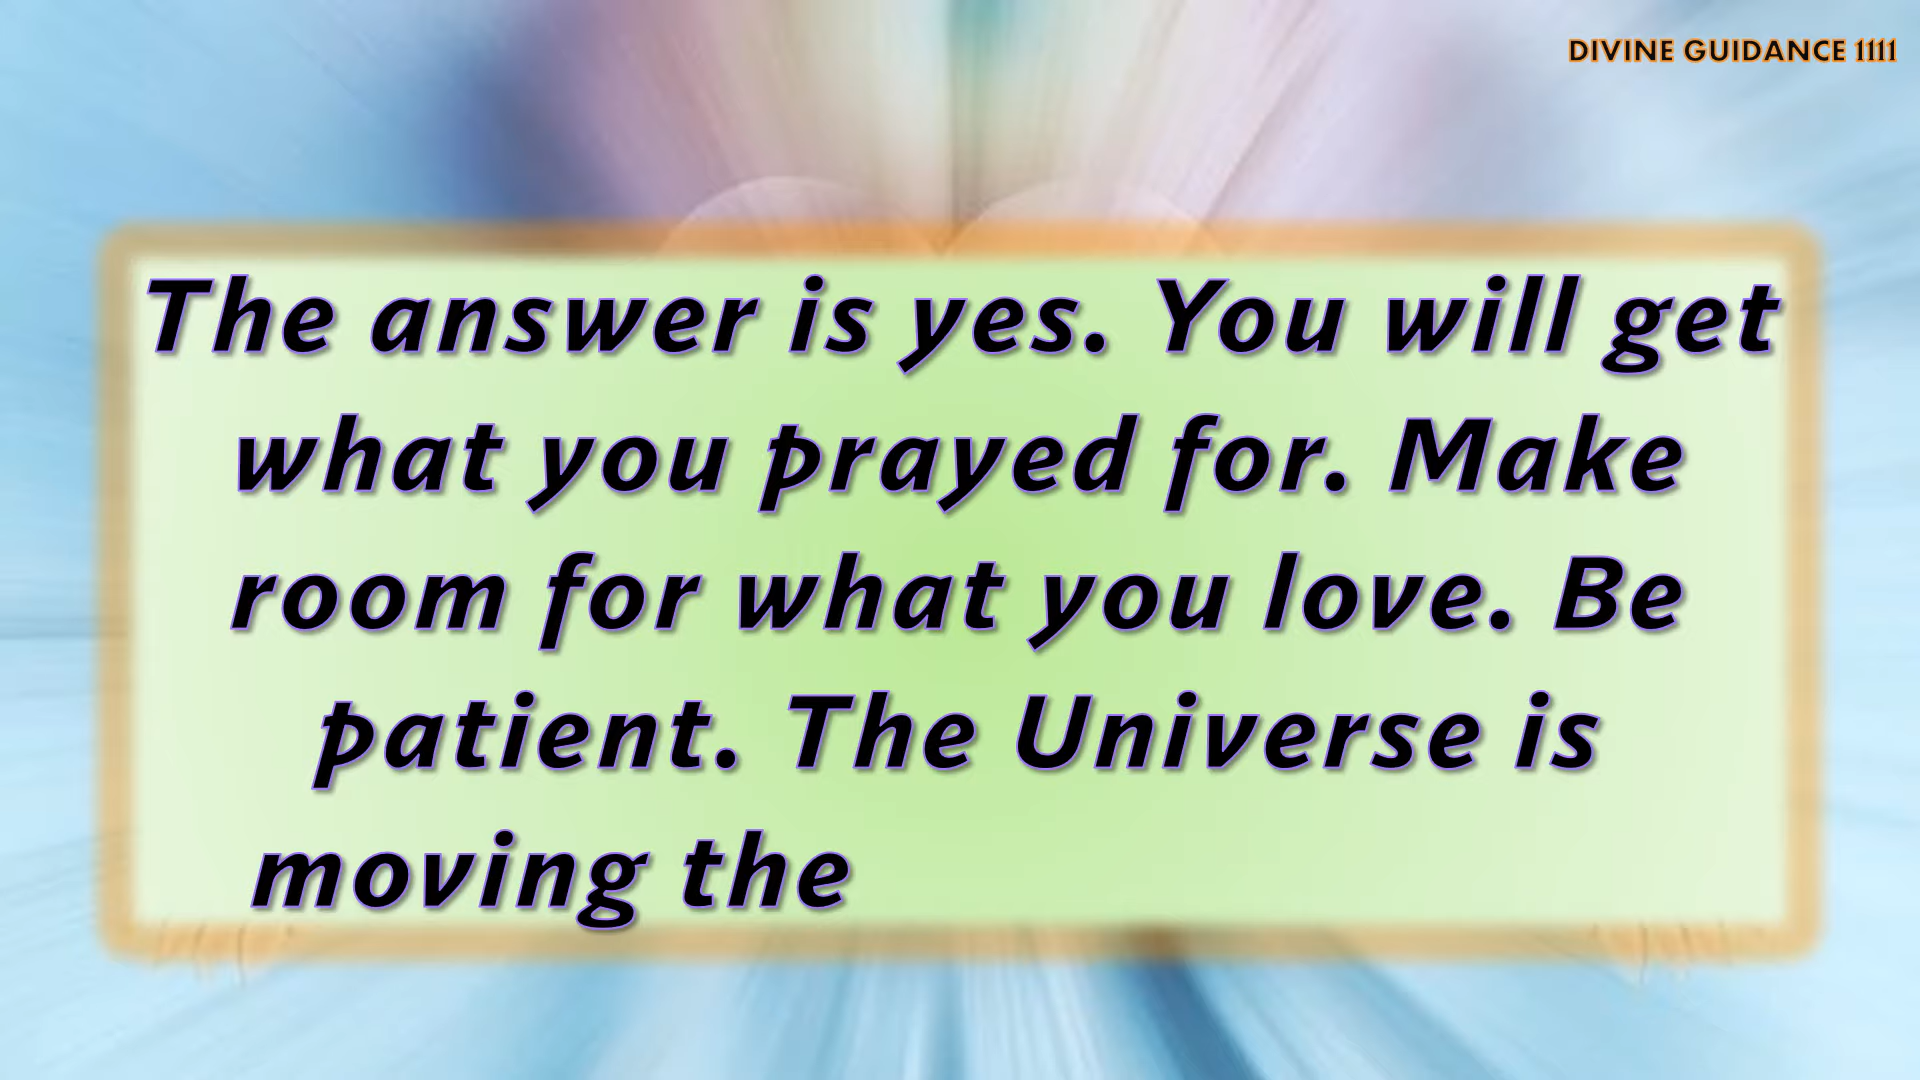 DIVINE GUIDANCE 1111
The answer is yes. You will get
what you prayed for. Make
room for what you love. Be
patient. The Universe is
moving the